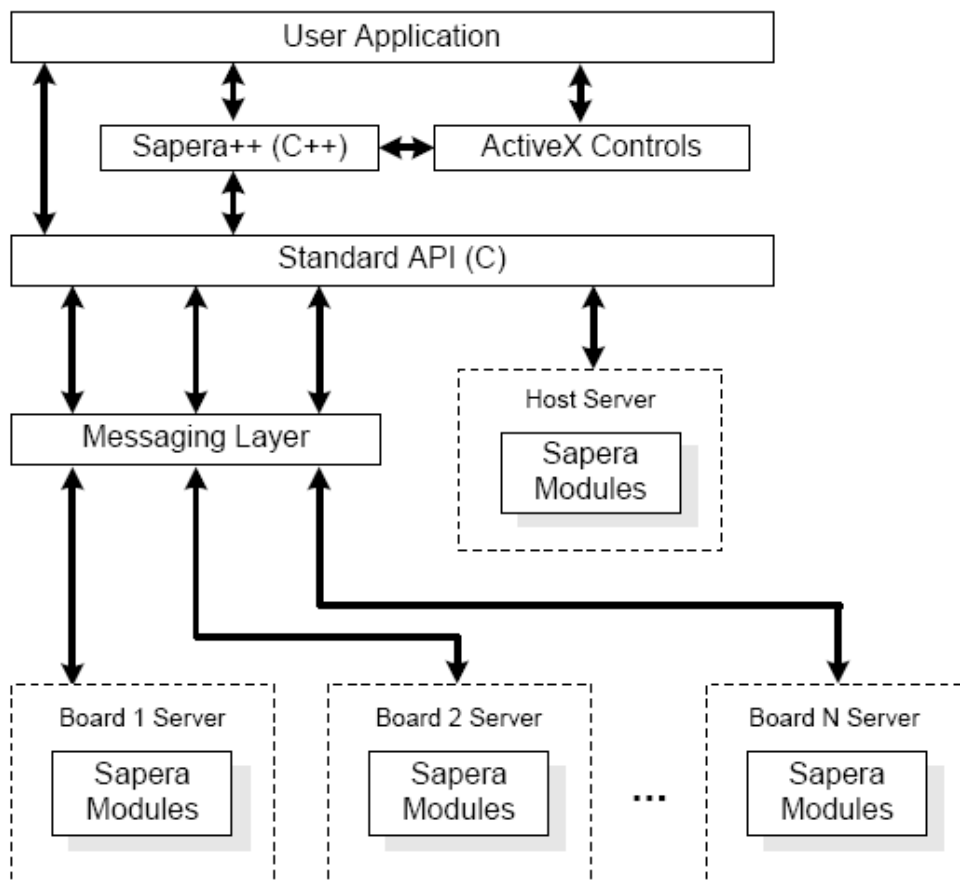 User Application
Sapera++ (C++)
ActiveX Controls
Standard API (C)
Host Server
Messaging Layer
Sapera
Modules
Board 1 Server
Board 2 Server
Board N Server
Sapera
Modules
Sapera
Modules
...
Sapera
Modules